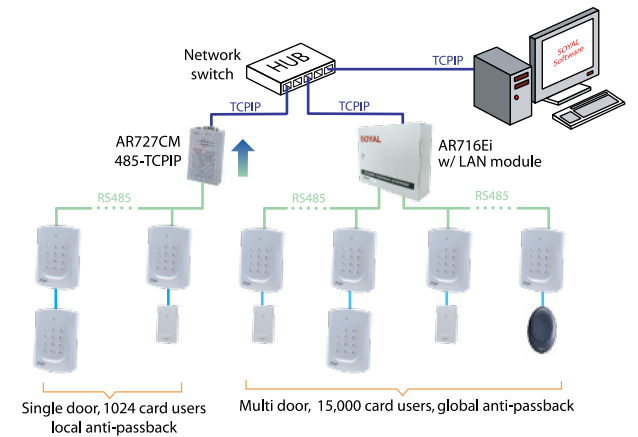 SOYAL
Software
HUB
Network
switch
TCPIP
TCPIP
TCPIP
AR727CM
485-TCPIP
SOYAL
AR716Ei
w/ LAN module
RS485
RS485
RS485
Single door, 1024 card users
local anti-passback
Multi door, 15,000 card users, global anti-passback